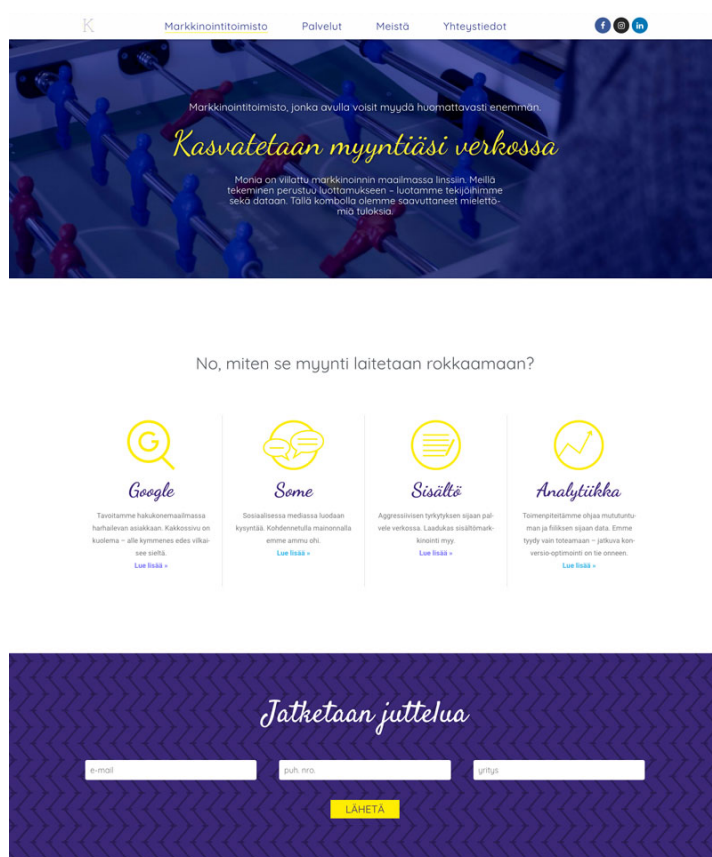 K
Markkinointitoimisto Palvelut Meistä Yhteystiedot
Markkinointitoimisto, jonka avulla voisit myydä huomattavasti enemmän.
Kasvatetaan myyntiäsi verkossa
Monia on viilattu markkinoinnin maailmassa linssiin. Meillä
tekeminen perustuu luottamukseen – luotamme tekijöihimme
sekä dataan. Tällä kombolla olemme saavuttaneet mielettö-
miä tuloksia.
No, miten se myynti laitetaan rokkaamaan?
G
Google
Tavoitamme hakukonemaailmassa
harhailevan asiakkaan. Kakkossivu on
kuolema – alle kymmenes edes vilkai-
see sieltä.
Lue lisää »
Some
Sosiaalisessa mediassa luodaan
kysyntää. Kohdennetulla mainonnalla
emme ammu ohi.
Lue lisää »
Sisältö
Aggressiivisen tyrkytyksen sijaan pal-
vele verkossa. Laadukas sisältömark-
kinointi myy.
Lue lisää »
Analytiikka
Toimenpiteitämme ohjaa mututuntu-
man ja fiiliksen sijaan data. Emme
tyydy vain toteamaan – jatkuva kon-
versio-optimointi on tie onneen.
Lue lisää »
Jatketaan juttelua
e-mail puh. nro. yritys
LÄHETÄ